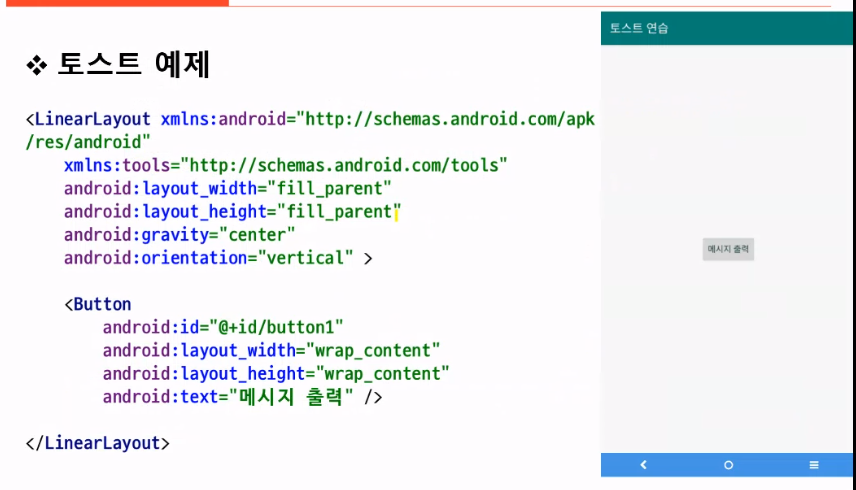 ❖ 토스트 예제
<LinearLayout xmlns:android="http://schemas.android.com/apk
/res/android"
xmlns:tools="http://schemas.android.com/tools"
android:layout_width="fill_parent"
android:layout_height="fill_parent"
android:gravity="center"
android:orientation="vertical" >
<Button
android:id="@+id/button1"
android:layout_width="wrap_content"
android:layout_height="wrap_content"
android:text="메시지 출력" />
</LinearLayout>
토스트 연습
메시지 출력